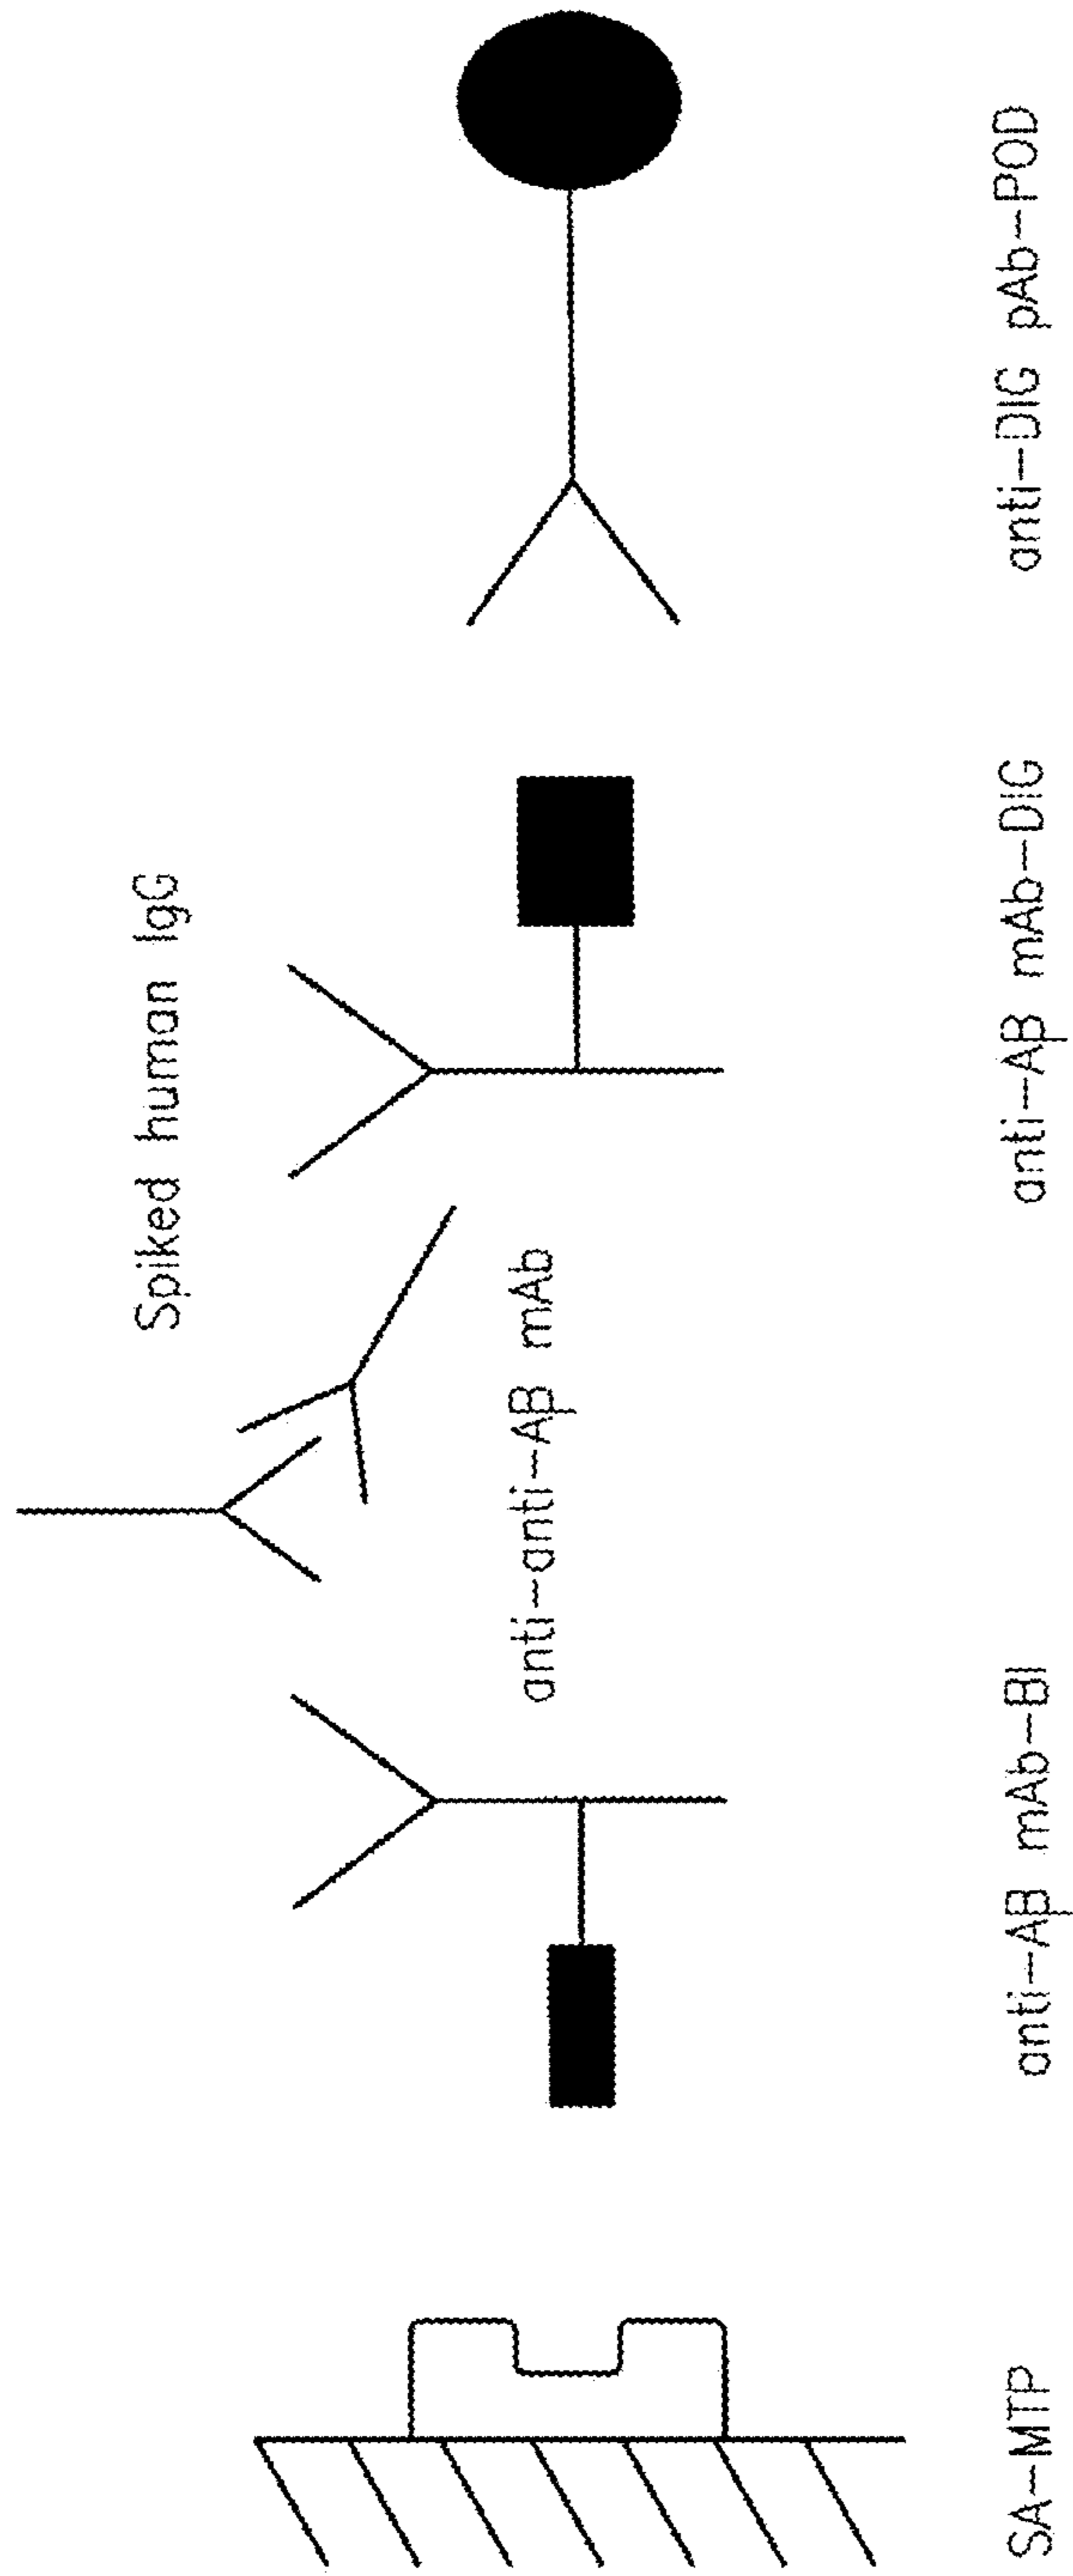 Spiked human IgG
anti-anti-Aβ mAb
SA-MTP
anti-Aβ mAb-BI
anti-Aβ mAb-DIG
anti-DIG pAb-POD